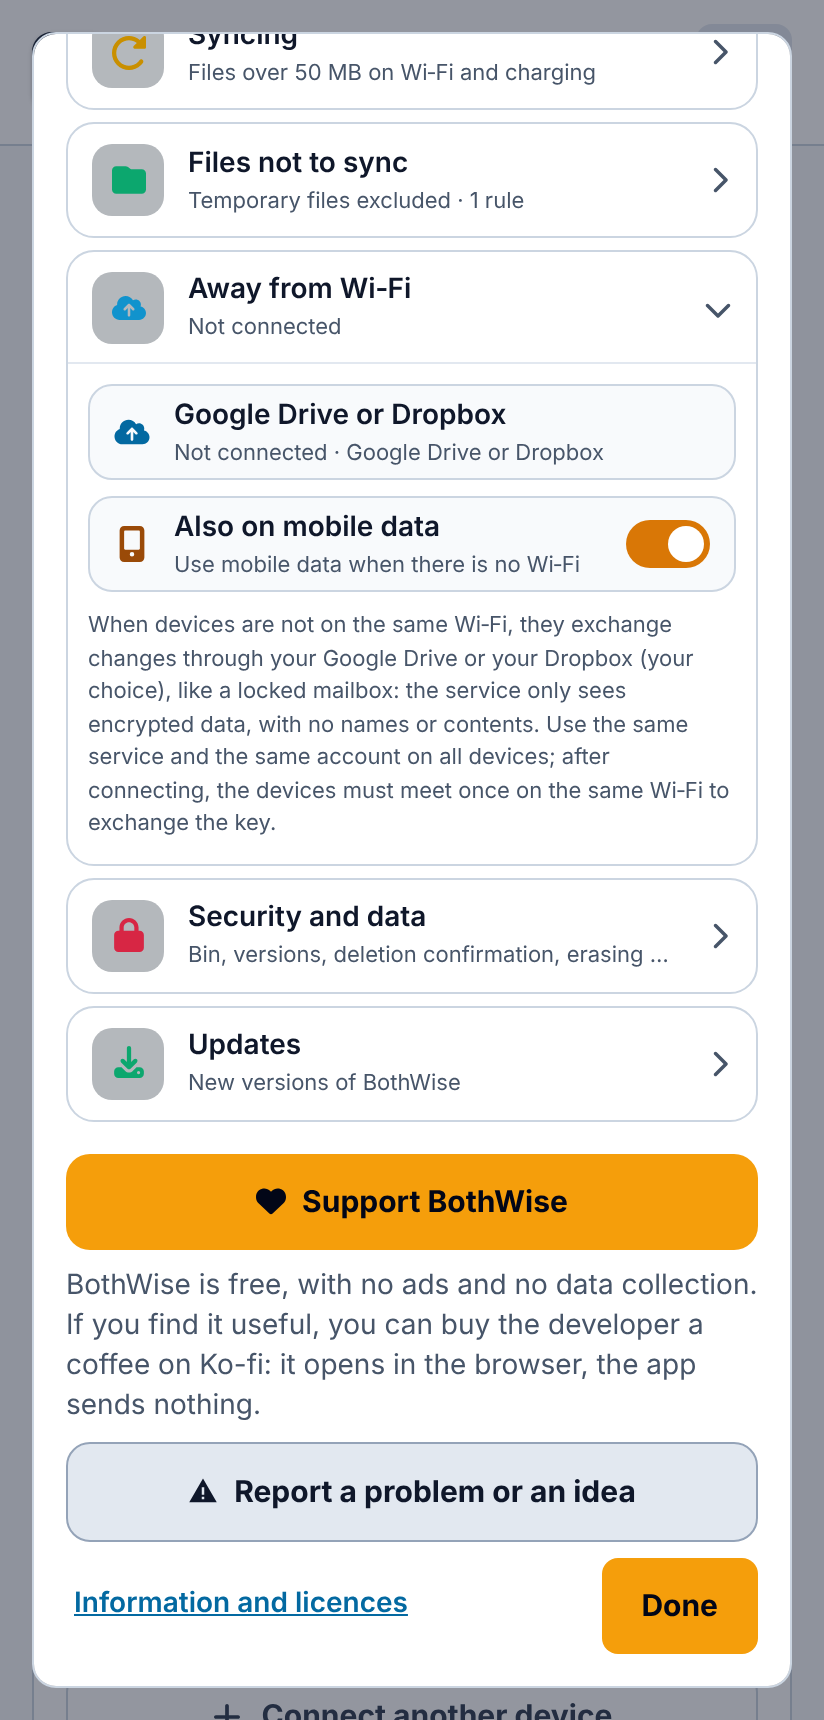 Syncing
Files over 50 MB on Wi-Fi and charging
Files not to sync
Temporary files excluded · 1 rule
Away from Wi-Fi
Not connected
Google Drive or Dropbox
Not connected · Google Drive or Dropbox
Also on mobile data
Use mobile data when there is no Wi-Fi
When devices are not on the same Wi-Fi, they exchange
changes through your Google Drive or your Dropbox (your
choice), like a locked mailbox: the service only sees
encrypted data, with no names or contents. Use the same
service and the same account on all devices; after
connecting, the devices must meet once on the same Wi-Fi to
exchange the key.
Security and data
Bin, versions, deletion confirmation, erasing ...
Updates
New versions of BothWise
Support BothWise
BothWise is free, with no ads and no data collection.
If you find it useful, you can buy the developer a
coffee on Ko-fi: it opens in the browser, the app
sends nothing.
Report a problem or an idea
Information and licences
Done
Connect another device